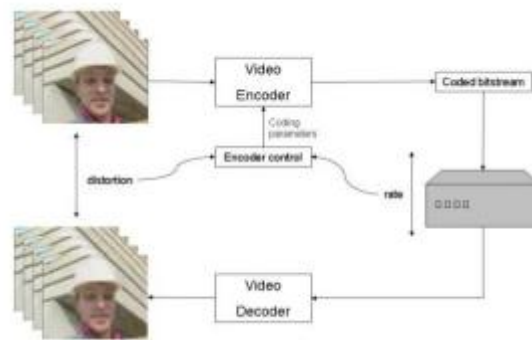 Video
Encoder
Coded bitstream
Coding
parameters
Encoder control
distortion
rate
Video
Decoder